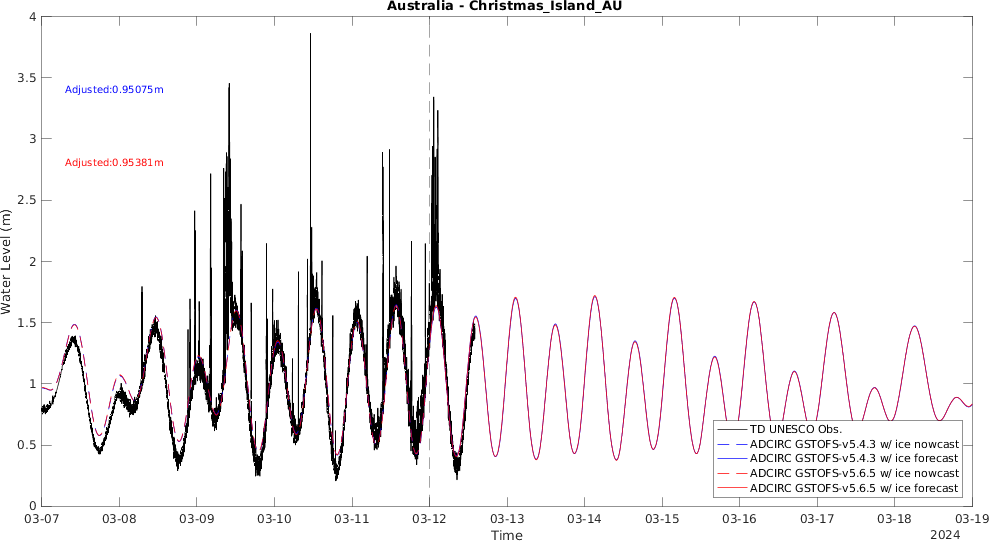 Australia - Christmas_Island_AU
Water Level (m)
4
3.5
3
2.5
2
1.5
1
0.5
0
Adjusted:0.95075m
Adjusted:0.95381m
TD UNESCO Obs.
ADCIRC GSTOFS-v5.4.3 w/ ice nowcast
ADCIRC GSTOFS-v5.4.3 w/ ice forecast
ADCIRC GSTOFS-v5.6.5 w/ ice nowcast
ADCIRC GSTOFS-v5.6.5 w/ ice forecast
03-07 03-08 03-09 03-10 03-11 03-12 03-13 03-14 03-15 03-16 03-17 03-18 03-19
Time
2024